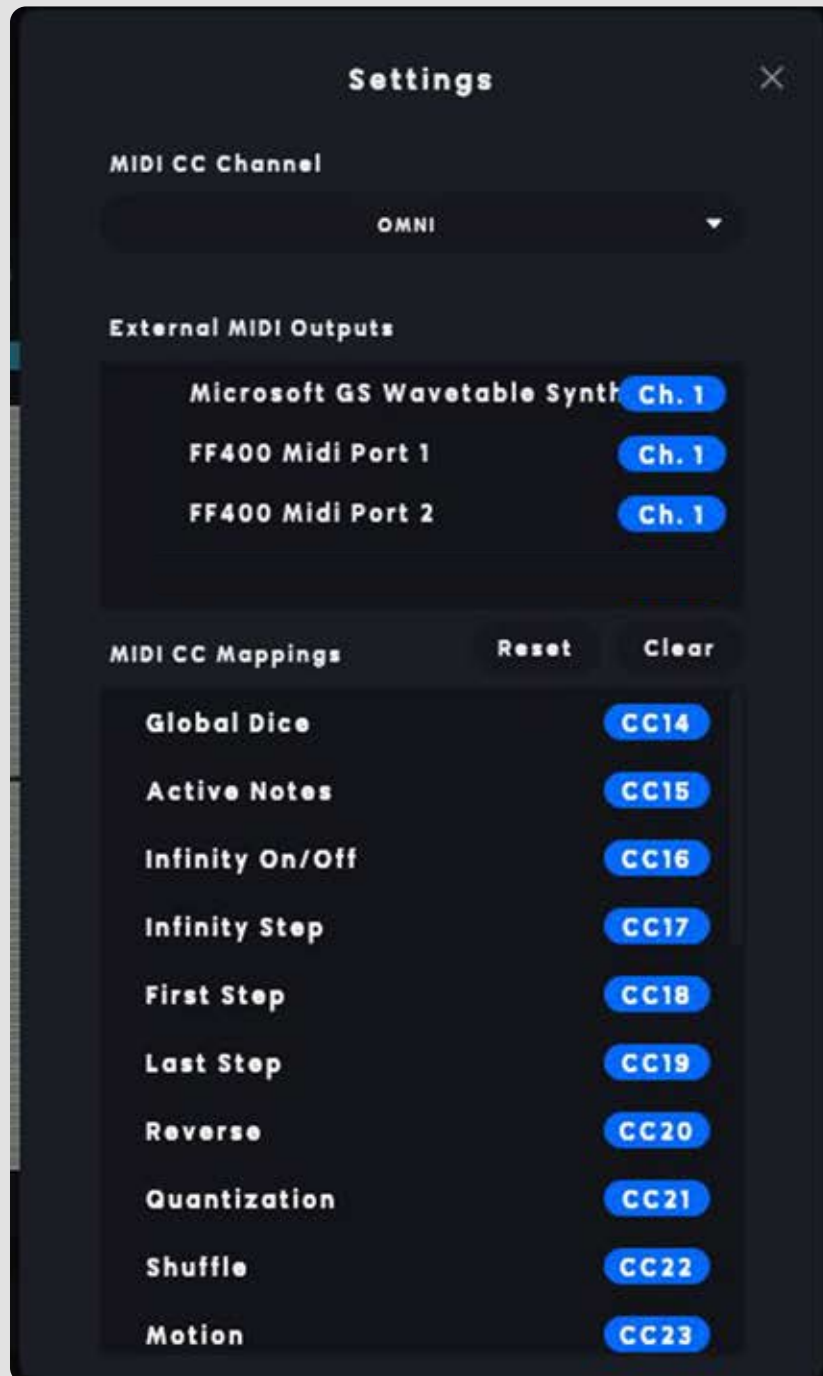 Settings
MIDI CC Channel
OMNI
External MIDI Outputs
Microsoft GS Wavetable Synth Ch. 1
FF400 Midi Port 1 Ch. 1
FF400 Midi Port 2 Ch. 1
MIDI CC Mappings Reset Clear
Global Dice CC14
Active Notes CC15
Infinity On/Off CC16
Infinity Step CC17
First Step CC18
Last Step CC19
Reverse CC20
Quantization CC21
Shuffle CC22
Motion CC23